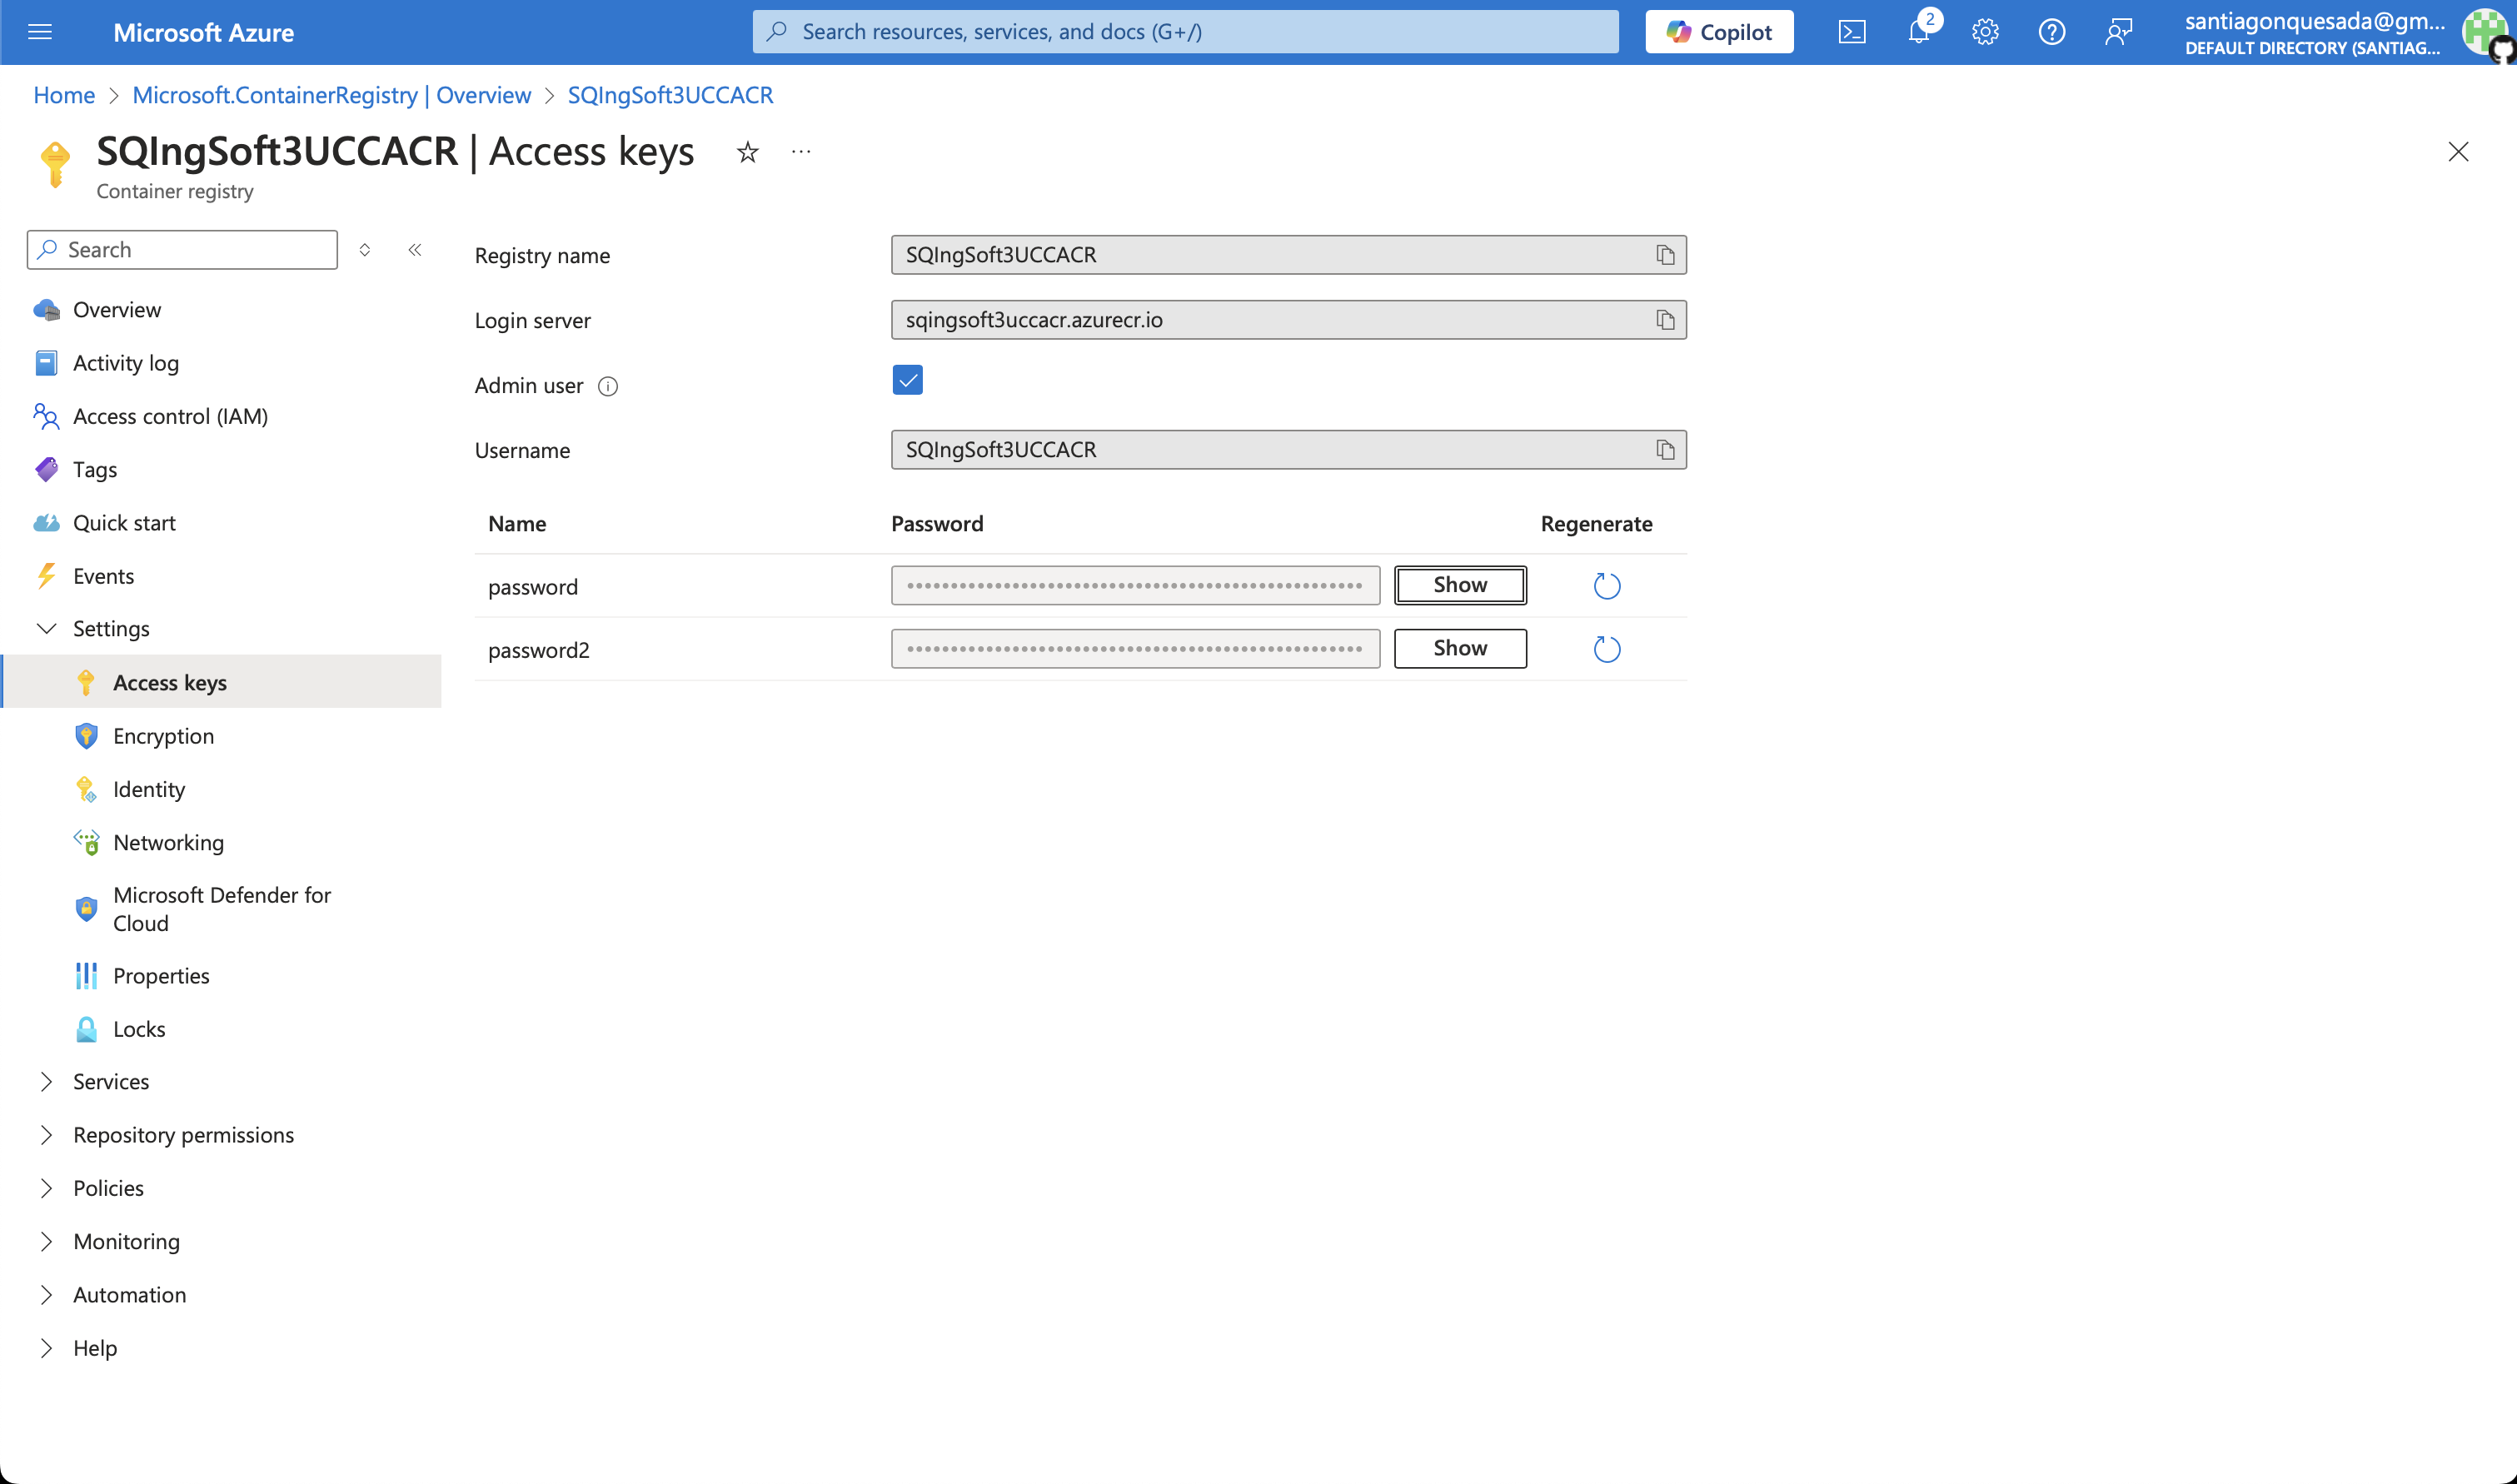 Microsoft Azure
Search resources, services, and docs (G+/)
Copilot
2
santiagonquesada@gm...
DEFAULT DIRECTORY (SANTIAG...
Home > Microsoft.ContainerRegistry | Overview > SQIngSoft3UCCACR
SQIngSoft3UCCACR | Access keys
Container registry
Search
Overview
Activity log
Access control (IAM)
Tags
Quick start
Events
Settings
Access keys
Encryption
Identity
Networking
Microsoft Defender for
Cloud
Properties
Locks
Services
Repository permissions
Policies
Monitoring
Automation
Help
Registry name
SQIngSoft3UCCACR
Login server
sqingsoft3uccacr.azurecr.io
Admin user
Username
SQIngSoft3UCCACR
Name Password Regenerate
password Show
password2 Show